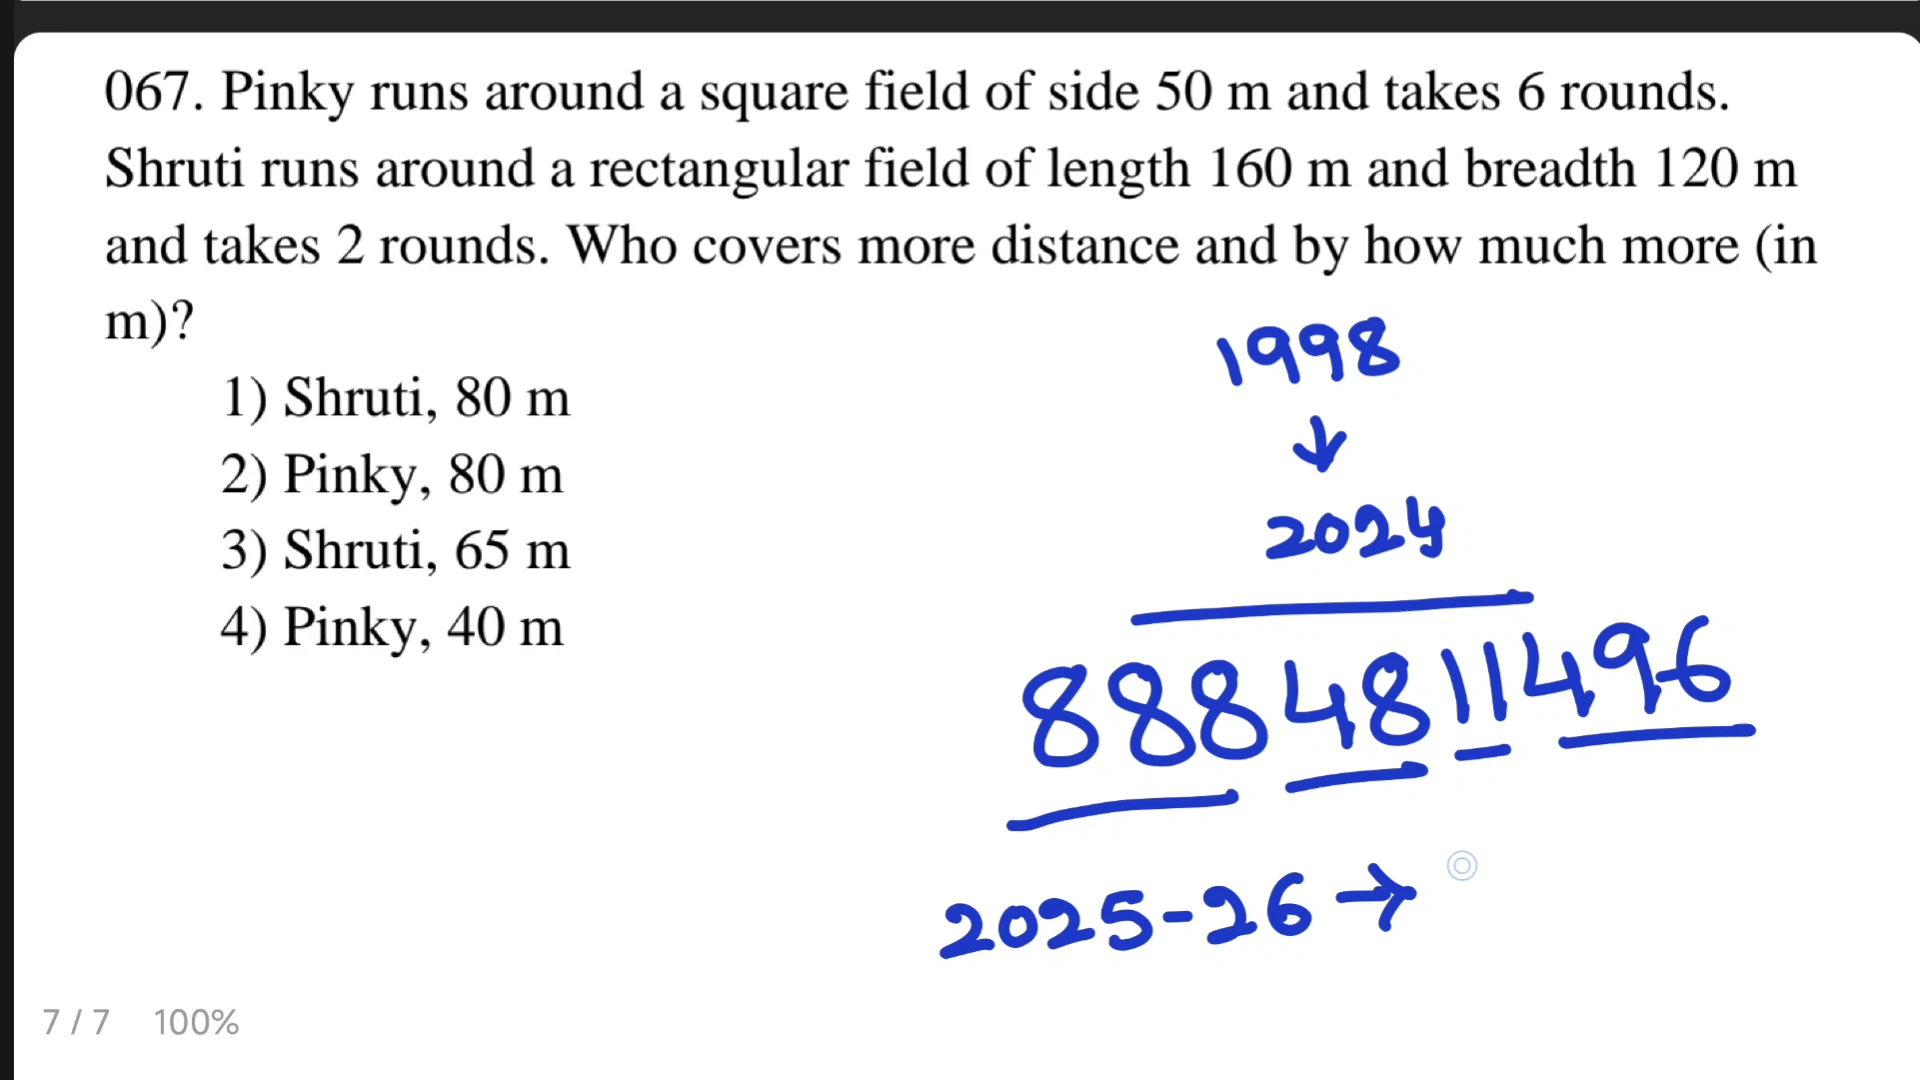 067. Pinky runs around a square field of side 50 m and takes 6 rounds.
Shruti runs around a rectangular field of length 160 m and breadth 120 m
and takes 2 rounds. Who covers more distance and by how much more (in
m)?
1) Shruti, 80 m
2) Pinky, 80 m
3) Shruti, 65 m
4) Pinky, 40 m
1998
↓
2024
8884811496
2025-26 →
7 / 7 100%